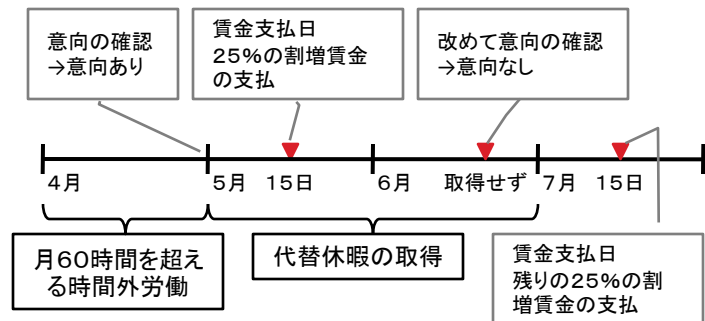 意向の確認
→意向あり
賃金支払日
25%の割増賃金
の支払
改めて意向の確認
→意向なし
4月
5月 15日
6月
取得せず
7月 15日
月60時間を超え
る時間外労働
代替休暇の取得
賃金支払日
残りの25%の割
増賃金の支払